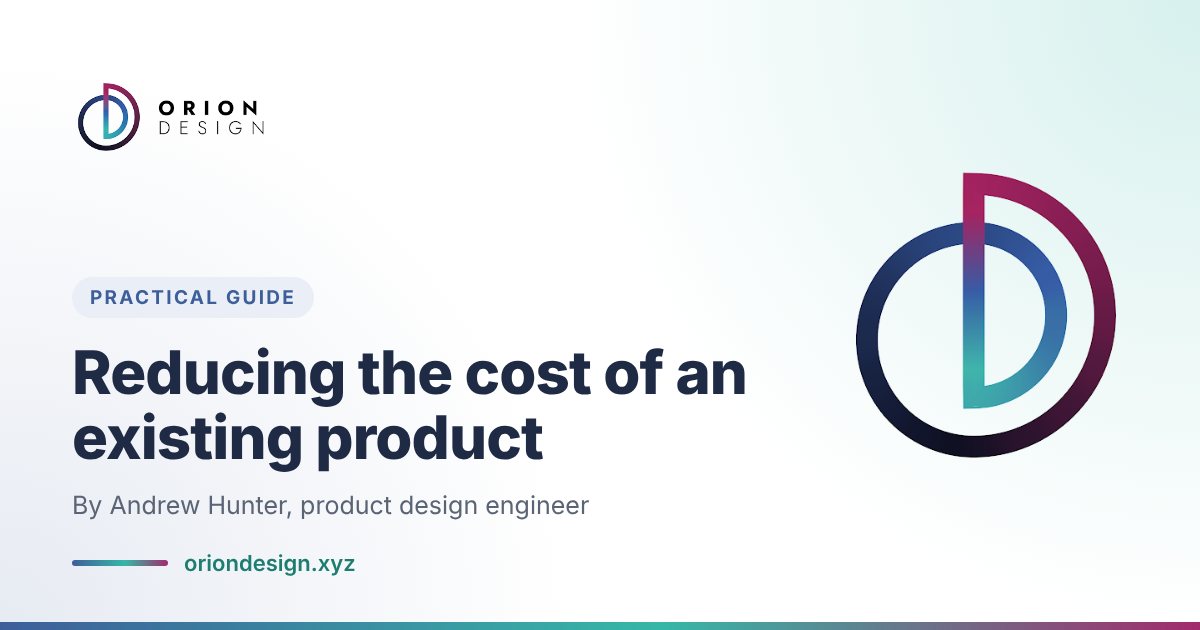 ORION
DESIGN
PRACTICAL GUIDE
Reducing the cost of an
existing product
By Andrew Hunter, product design engineer
oriondesign.xyz